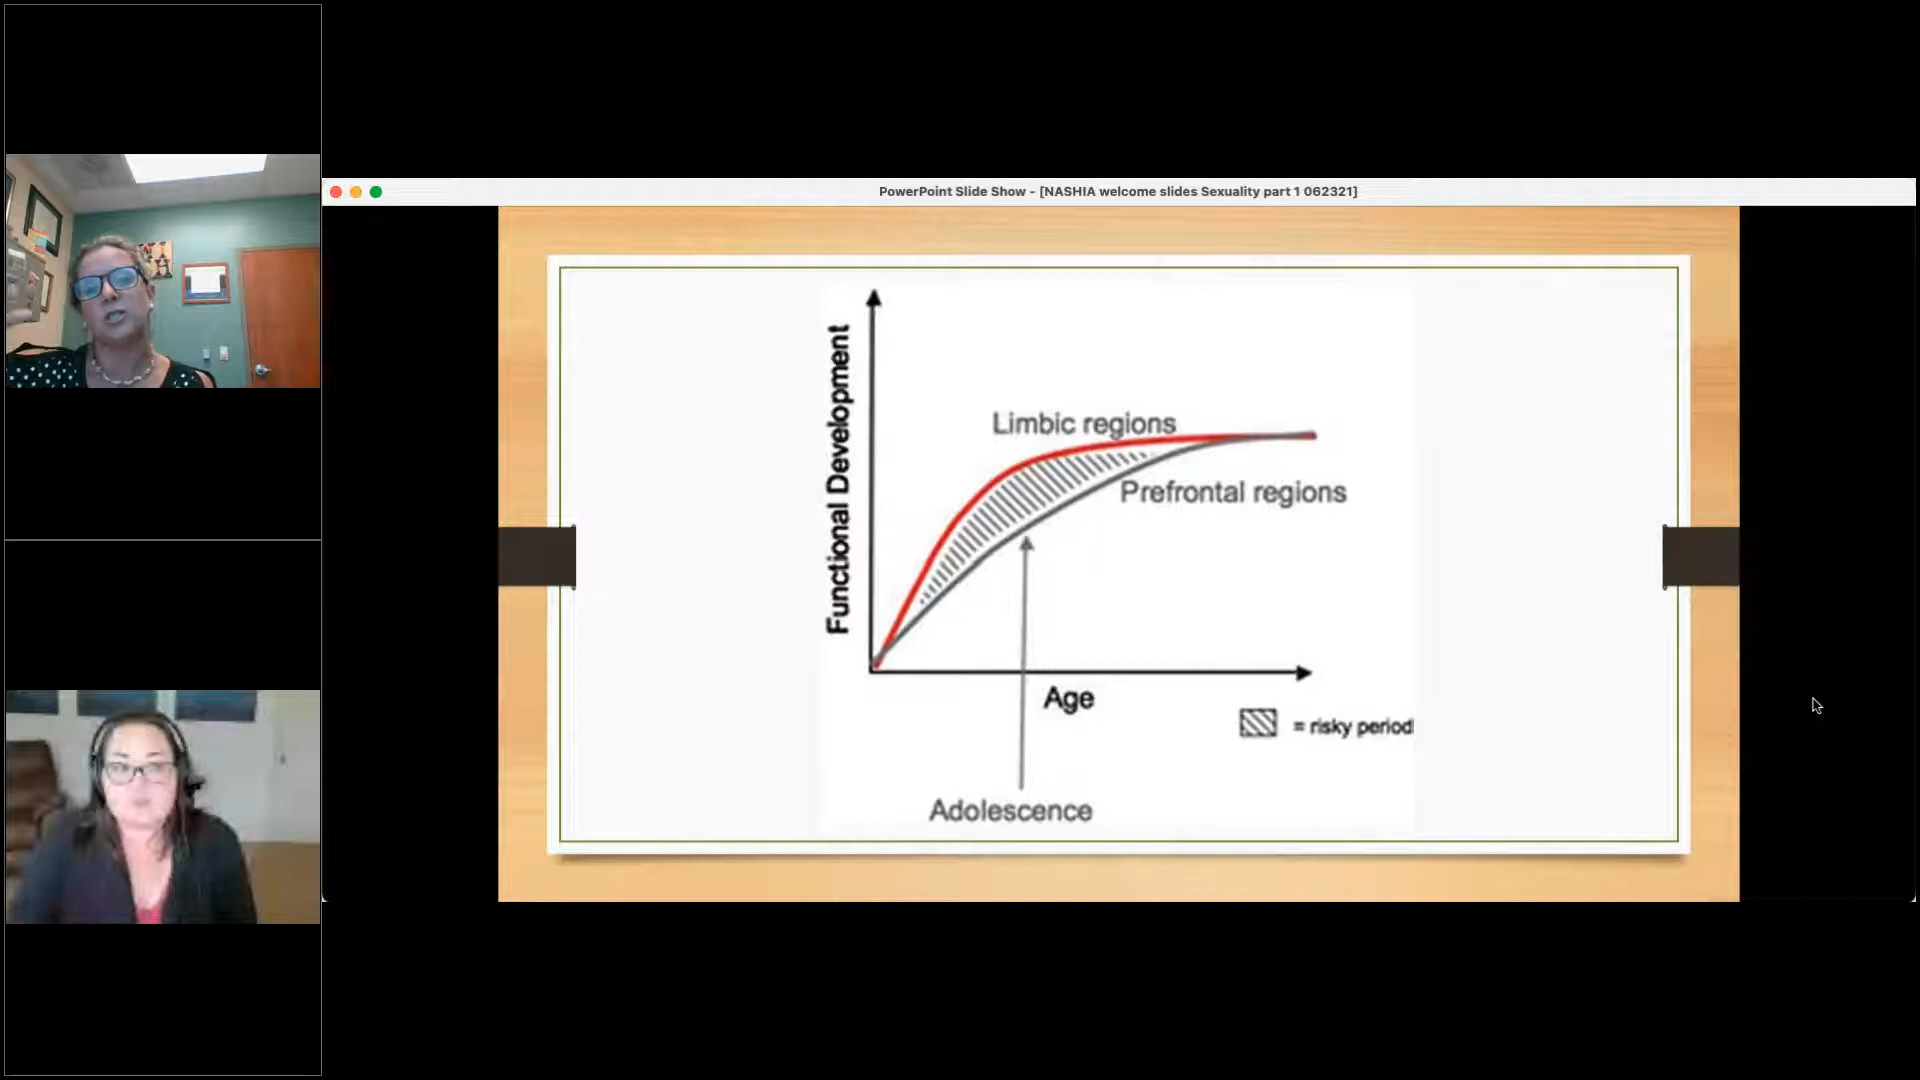 PowerPoint Slide Show - [NASHIA welcome slides Sexuality part 1 062321]
Functional Development
Limbic regions
Prefrontal regions
Age
= risky period
Adolescence